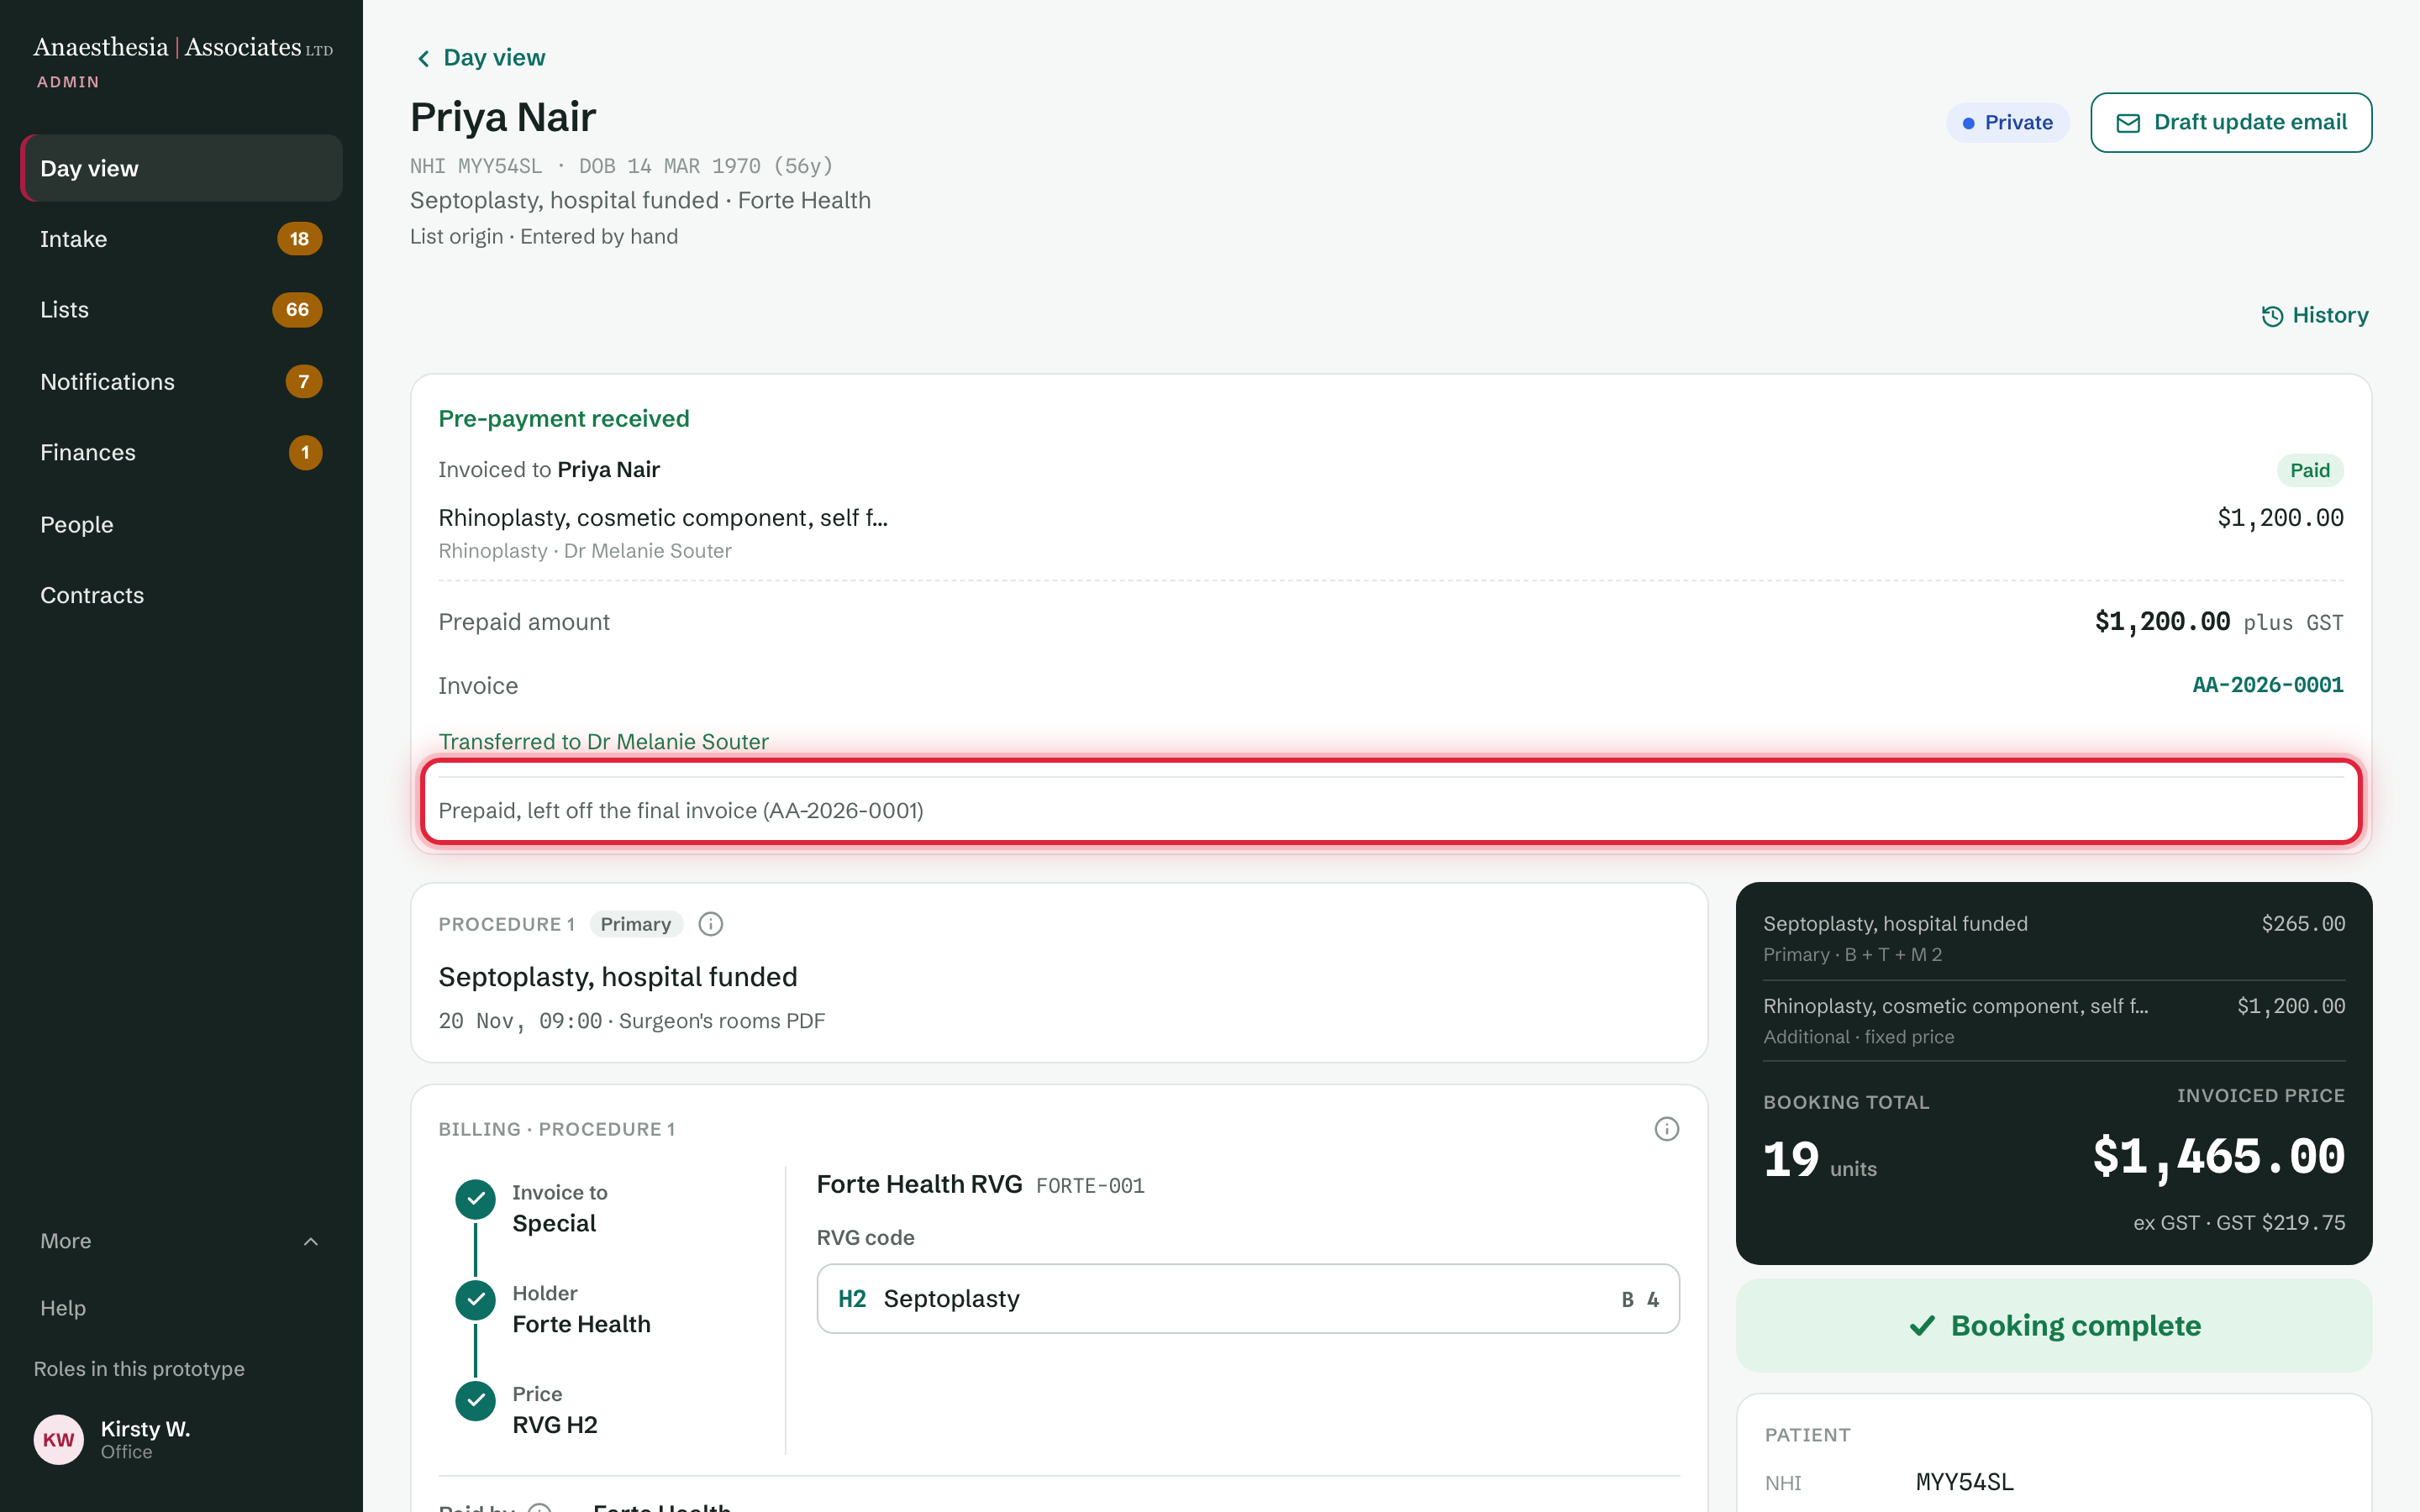 Anaesthesia | Associates LTD
ADMIN
Day view
Intake 18
Lists 66
Notifications 7
Finances 1
People
Contracts
More
Help
Roles in this prototype
KW
Kirsty W.
Office
Day view
Priya Nair
NHI MYY54SL · DOB 14 MAR 1970 (56y)
Septoplasty, hospital funded · Forte Health
List origin · Entered by hand
Private
Draft update email
History
Pre-payment received
Invoiced to Priya Nair
Paid
Rhinoplasty, cosmetic component, self f...
$1,200.00
Rhinoplasty · Dr Melanie Souter
Prepaid amount
$1,200.00 plus GST
Invoice
AA-2026-0001
Transferred to Dr Melanie Souter
Prepaid, left off the final invoice (AA-2026-0001)
PROCEDURE 1 Primary
Septoplasty, hospital funded
20 Nov, 09:00 · Surgeon's rooms PDF
BILLING · PROCEDURE 1
Invoice to
Special
Holder
Forte Health
Price
RVG H2
Forte Health RVG FORTE-001
RVG code
H2 Septoplasty B 4
Paid by Forte Health
Septoplasty, hospital funded $265.00
Primary · B + T + M 2
Rhinoplasty, cosmetic component, self f... $1,200.00
Additional · fixed price
BOOKING TOTAL
INVOICED PRICE
19 units
$1,465.00
ex GST · GST $219.75
Booking complete
PATIENT
NHI MYY54SL